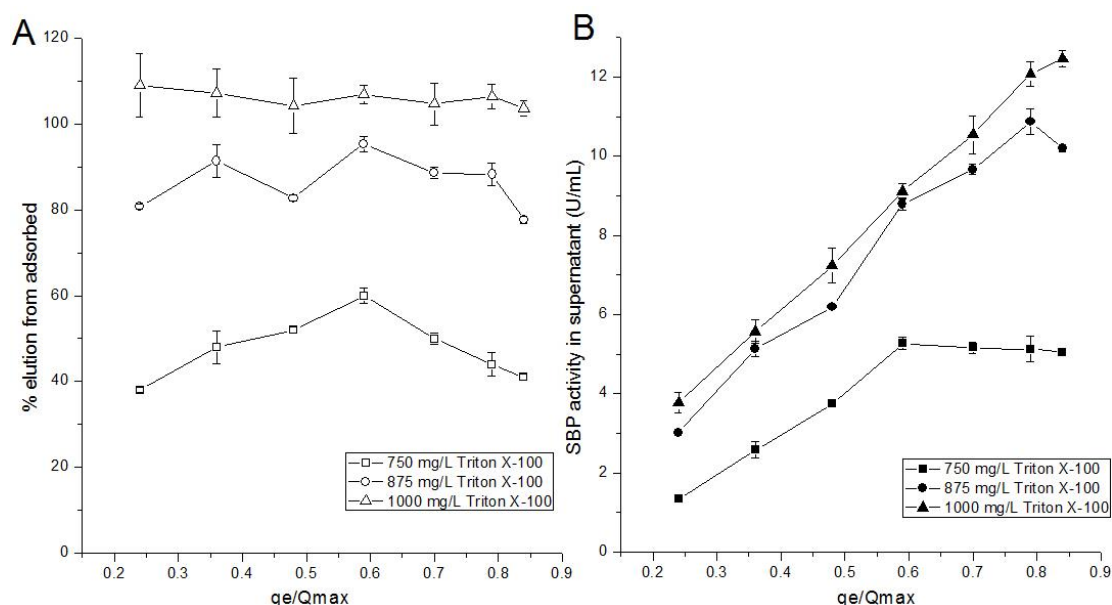 A
120
100
80
60
40
20
0
% elution from adsorbed
750 mg/L Triton X-100
875 mg/L Triton X-100
1000 mg/L Triton X-100
0.2 0.3 0.4 0.5 0.6 0.7 0.8 0.9
qe/Qmax
B
12
10
8
6
4
2
0
SBP activity in supernatant (U/mL)
750 mg/L Triton X-100
875 mg/L Triton X-100
1000 mg/L Triton X-100
0.2 0.3 0.4 0.5 0.6 0.7 0.8 0.9
qe/Qmax